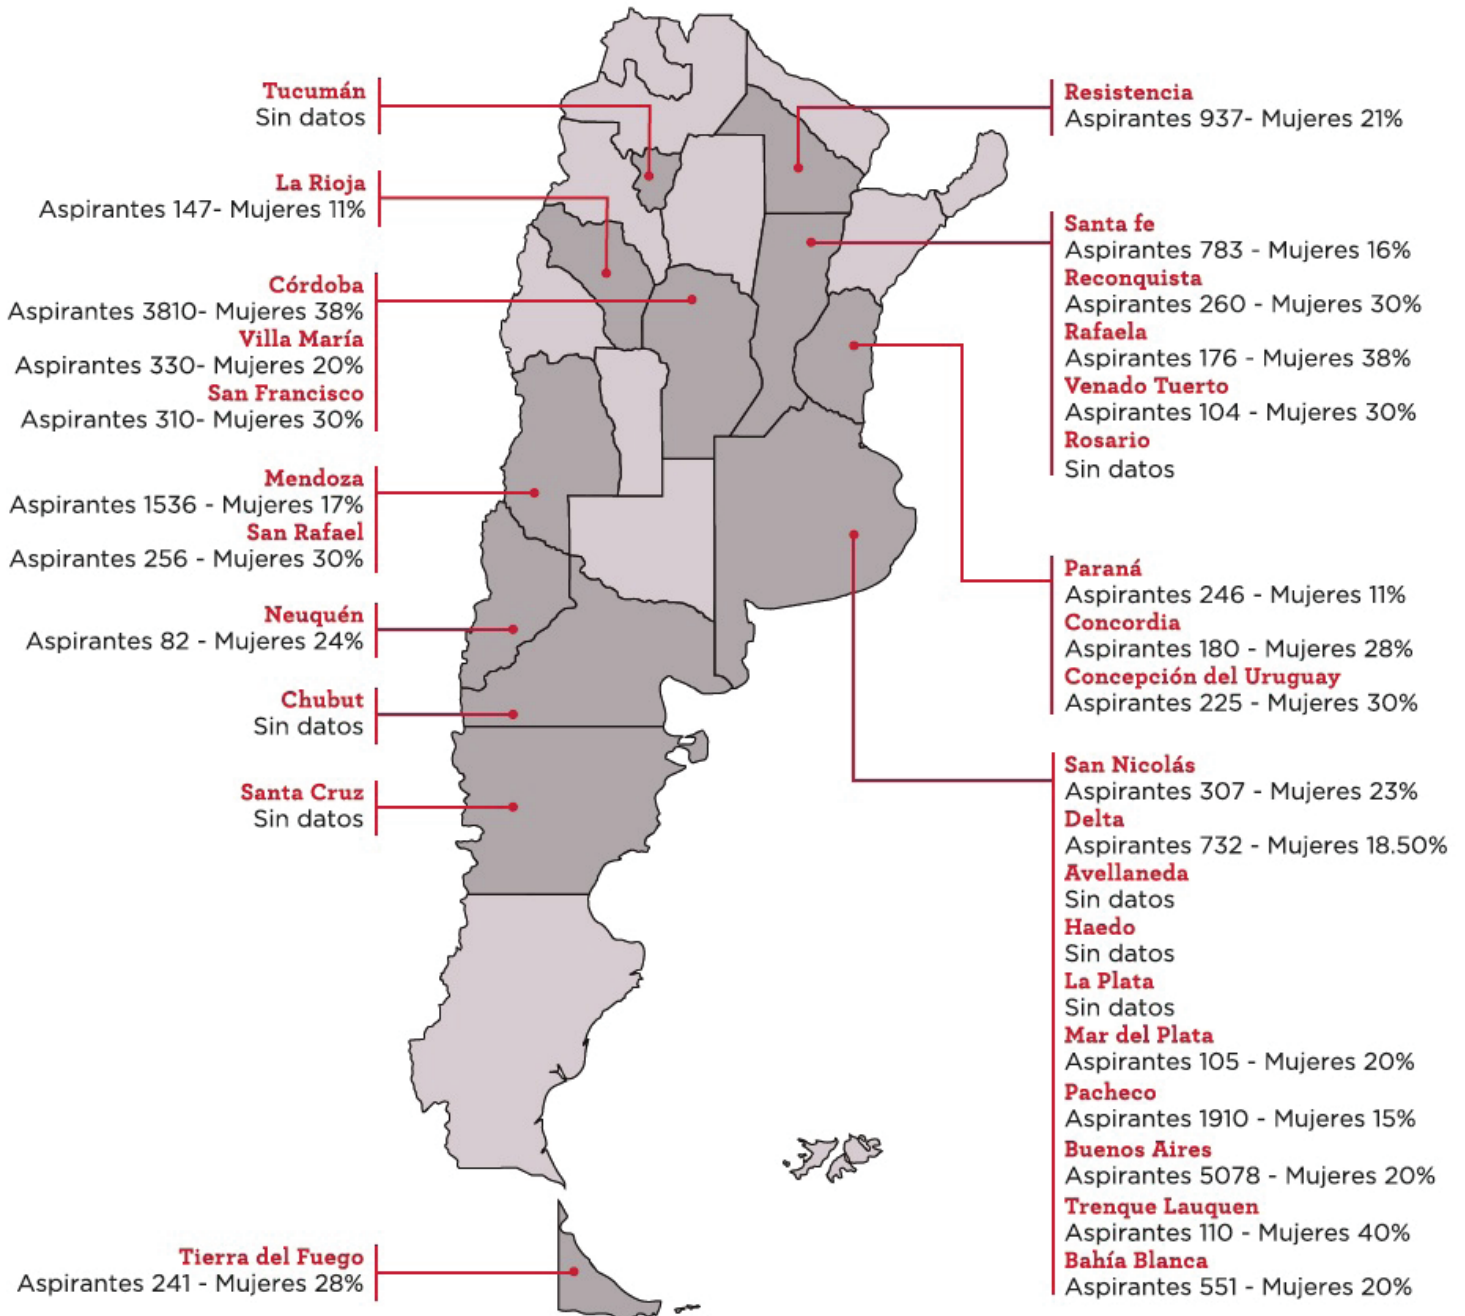 Tucumán
Sin datos
La Rioja
Aspirantes 147- Mujeres 11%
Córdoba
Aspirantes 3810- Mujeres 38%
Villa María
Aspirantes 330- Mujeres 20%
San Francisco
Aspirantes 310- Mujeres 30%
Mendoza
Aspirantes 1536 - Mujeres 17%
San Rafael
Aspirantes 256 - Mujeres 30%
Neuquén
Aspirantes 82 - Mujeres 24%
Chubut
Sin datos
Santa Cruz
Sin datos
Tierra del Fuego
Aspirantes 241 - Mujeres 28%
Resistencia
Aspirantes 937- Mujeres 21%
Santa fe
Aspirantes 783 - Mujeres 16%
Reconquista
Aspirantes 260 - Mujeres 30%
Rafaela
Aspirantes 176 - Mujeres 38%
Venado Tuerto
Aspirantes 104 - Mujeres 30%
Rosario
Sin datos
Paraná
Aspirantes 246 - Mujeres 11%
Concordia
Aspirantes 180 - Mujeres 28%
Concepción del Uruguay
Aspirantes 225 - Mujeres 30%
San Nicolás
Aspirantes 307 - Mujeres 23%
Delta
Aspirantes 732 - Mujeres 18.50%
Avellaneda
Sin datos
Haedo
Sin datos
La Plata
Sin datos
Mar del Plata
Aspirantes 105 - Mujeres 20%
Pacheco
Aspirantes 1910 - Mujeres 15%
Buenos Aires
Aspirantes 5078 - Mujeres 20%
Trenque Lauquen
Aspirantes 110 - Mujeres 40%
Bahía Blanca
Aspirantes 551 - Mujeres 20%